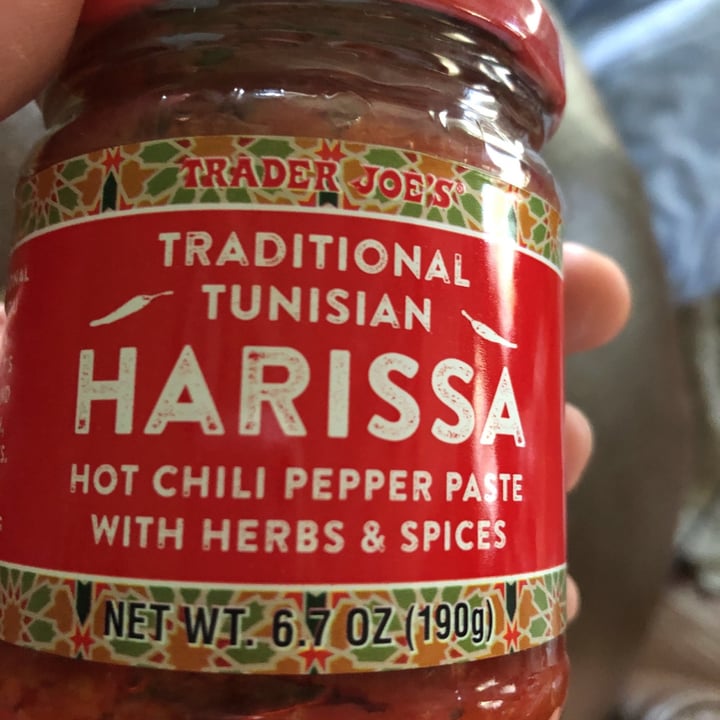 TRADER JOE'S®
TRADITIONAL
TUNISIAN
HARISSA
HOT CHILI PEPPER PASTE
WITH HERBS & SPICES
NET WT. 6.7 OZ (190g)